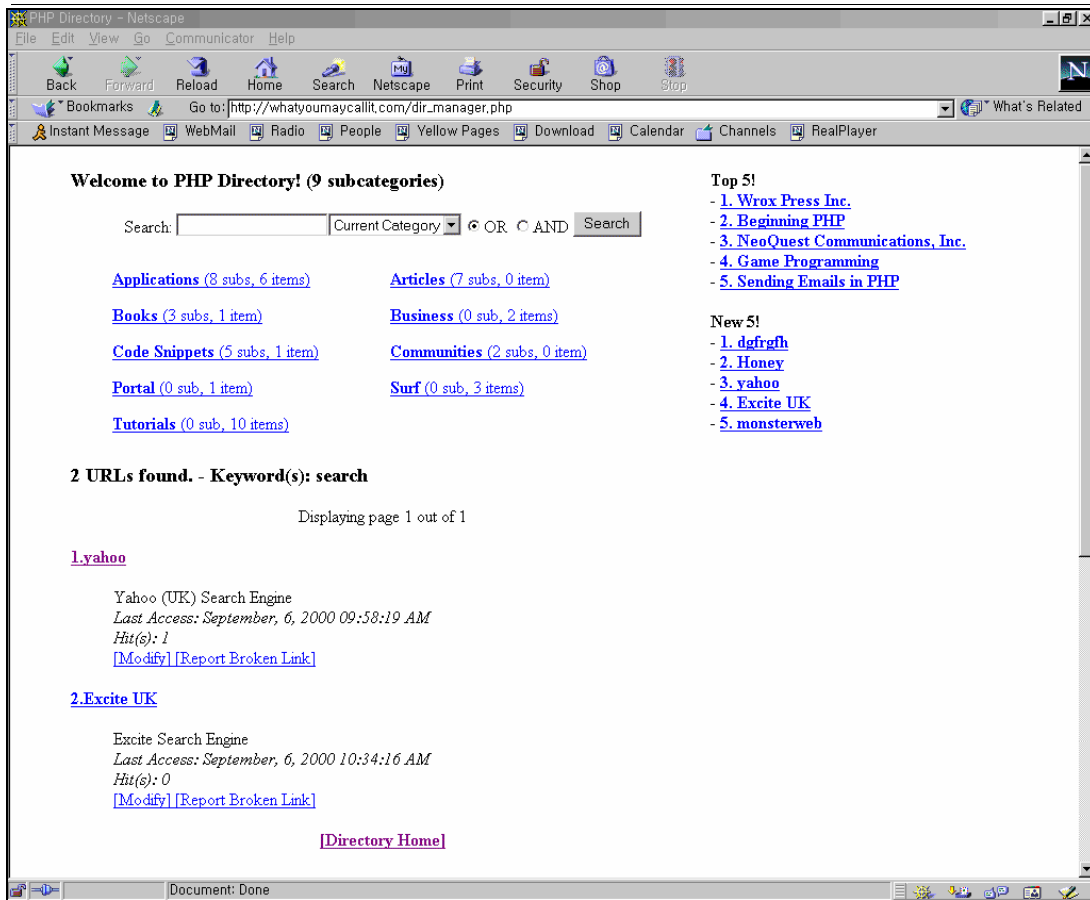 PHP Directory - Netscape
File Edit View Go Communicator Help
Back Forward Reload Home Search Netscape Print Security Shop Stop
My
N
Bookmarks Go to: http://whatyoumaycallit.com/dir_manager.php What's Related
Instant Message WebMail Radio People Yellow Pages Download Calendar Channels RealPlayer
Welcome to PHP Directory! (9 subcategories)
Search: Current Category OR AND Search
Applications (8 subs, 6 items) Articles (7 subs, 0 item)
Books (3 subs, 1 item) Business (0 sub, 2 items)
Code Snippets (5 subs, 1 item) Communities (2 subs, 0 item)
Portal (0 sub, 1 item) Surf (0 sub, 3 items)
Tutorials (0 sub, 10 items)
Top 5!
- 1. Wrox Press Inc.
- 2. Beginning PHP
- 3. NeoQuest Communications, Inc.
- 4. Game Programming
- 5. Sending Emails in PHP
New 5!
- 1. dgfrgfh
- 2. Honey
- 3. yahoo
- 4. Excite UK
- 5. monsterweb
2 URLs found. - Keyword(s): search
Displaying page 1 out of 1
1.yahoo
Yahoo (UK) Search Engine
Last Access: September, 6, 2000 09:58:19 AM
Hit(s): 1
[Modify] [Report Broken Link]
2.Excite UK
Excite Search Engine
Last Access: September, 6, 2000 10:34:16 AM
Hit(s): 0
[Modify] [Report Broken Link]
[Directory Home]
Document: Done